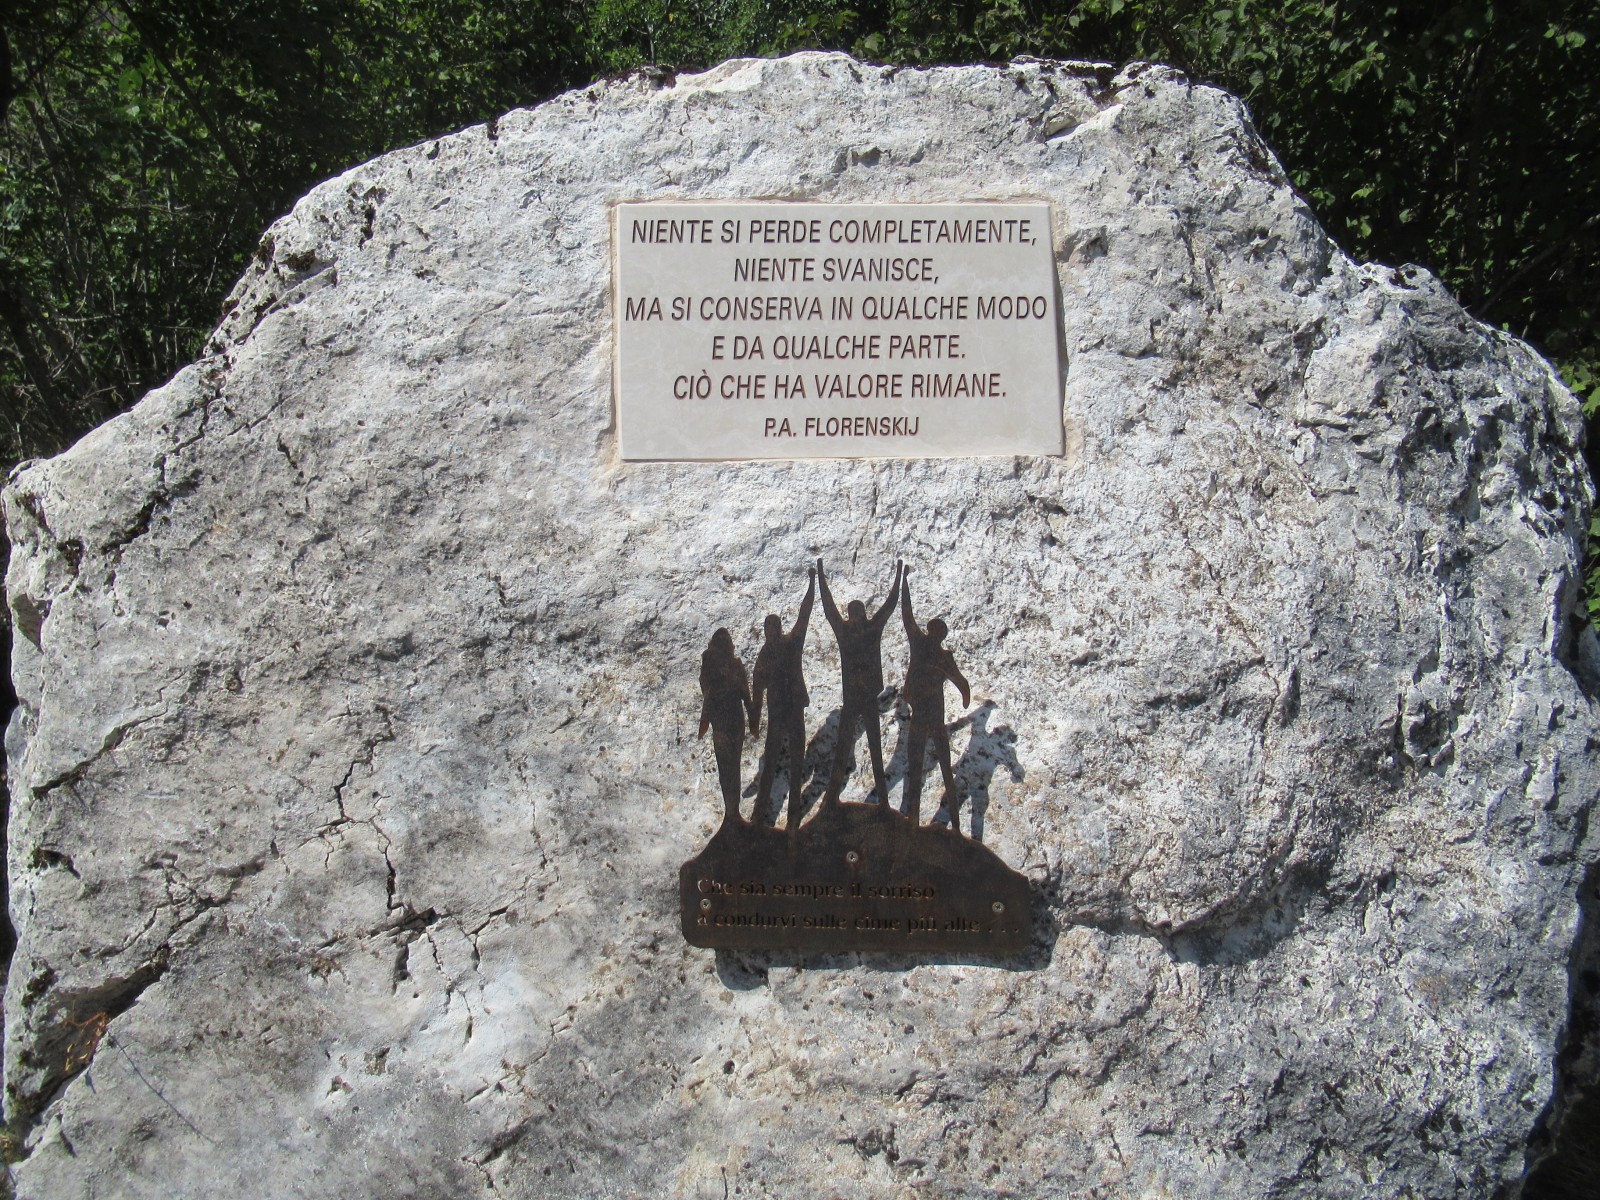 NIENTE SI PERDE COMPLETAMENTE,
NIENTE SVANISCE,
MA SI CONSERVA IN QUALCHE MODO
E DA QUALCHE PARTE.
CIÒ CHE HA VALORE RIMANE.
P.A. FLORENSKIJ
Che sia sempre il sorriso
a condurvi sulle cime più alte . . .